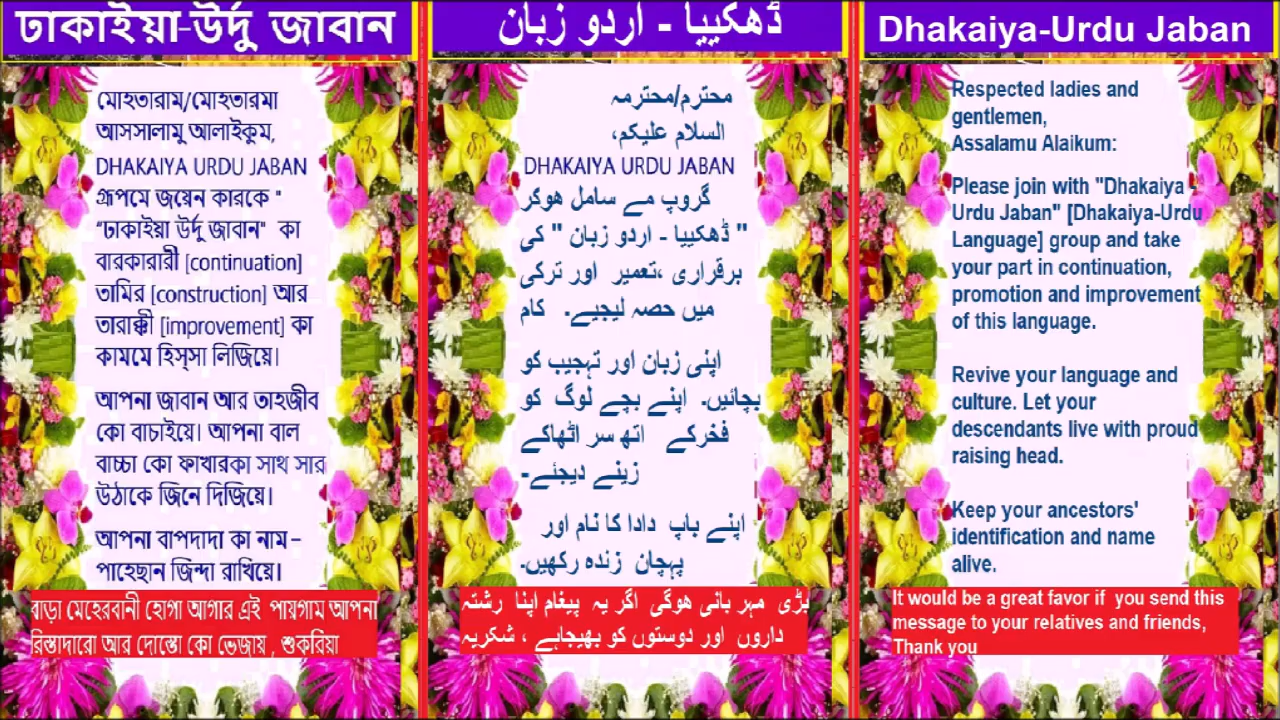 ঢাকাইয়া-উর্দু জাবান
মোহতারাম/মোহতারমা
আসসালামু আলাইকুম,
DHAKAIYA URDU JABAN
গ্রূপমে জয়েন কারকে "
“ঢাকাইয়া উর্দু জাবান" কা
বারকারারী [continuation]
তামির [construction] আর
তারাক্কী [improvement] কা
কামমে হিস্সা লিজিয়ে।
আপনা জাবান আর তাহজীব
কো বাচাইয়ে। আপনা বাল
বাচ্চা কো ফাখারকা সাথ সার
উঠাকে জিনে দিজিয়ে।
আপনা বাপদাদা কা নাম–
পাহেছান জিন্দা রাখিয়ে।
বাড়া মেহেরবানী হোগা আগার এই পায়গাম আপনা
রিস্তাদারো আর দোস্তো কো ভেজায় , শুকরিয়া
ڈھکییا - اردو زبان
محترم/محترمہ
السلام علیکم،
DHAKAIYA URDU JABAN
گروپ مے سامل ھوگر
" ڈھکییا - اردو زبان " کی
برقراری ،تعمیر اور ترکی
میں حصہ لیجیے. کام
اپنی زبان اور تہجیب کو
بچائیں. اپنے بچے لوگ کو
فخرکے اتھ سر اٹھاکے
زینے دیجئے۔
اپنے باپ دادا کا نام اور
پہچان زندہ رکھیں.
بڑی مہر بانی ھوگی اگر یہ پیغام اپنا رشتہ
داروں اور دوستوں کو بھیجاہے ، شکریہ
Dhakaiya-Urdu Jaban
Respected ladies and
gentlemen,
Assalamu Alaikum:
Please join with "Dhakaiya -
Urdu Jaban" [Dhakaiya-Urdu
Language] group and take
your part in continuation,
promotion and improvement
of this language.
Revive your language and
culture. Let your
descendants live with proud
raising head.
Keep your ancestors'
identification and name
alive.
It would be a great favor if you send this
message to your relatives and friends,
Thank you